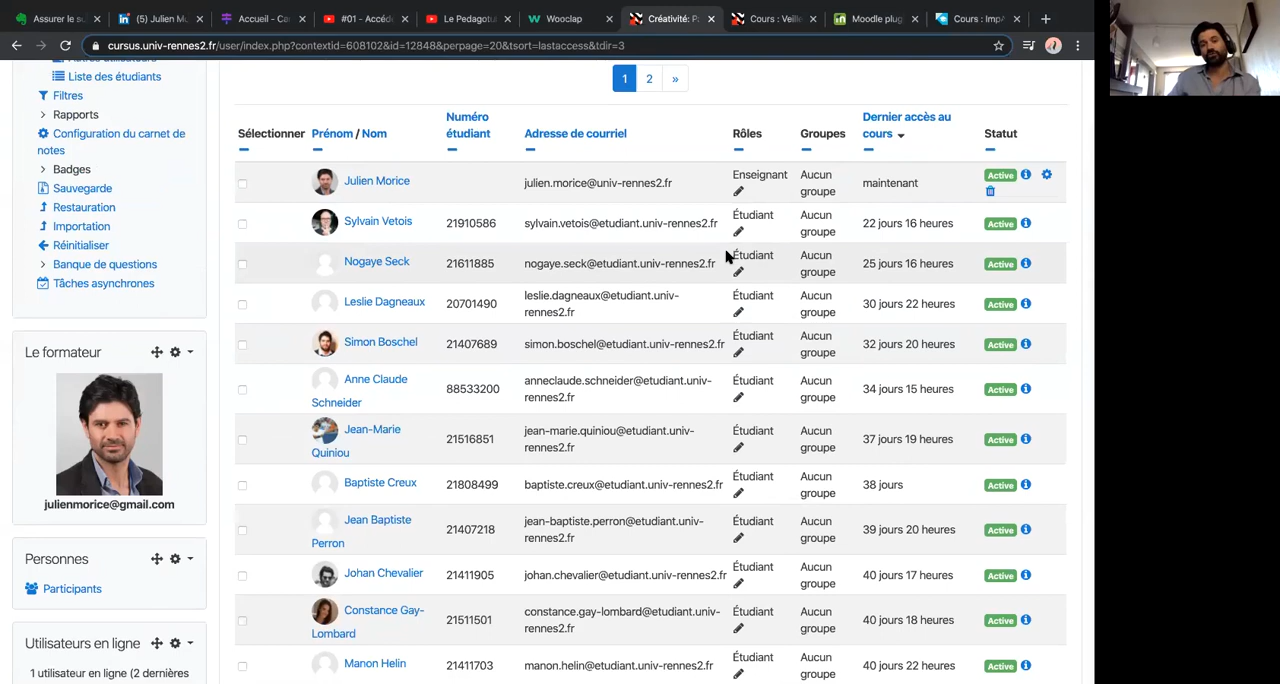 Assurer le su
(5) Julien M
Accueil - Ca
#01 - Accéd
Le Pedagotu
Wooclap
Créativité: Pa
Cours : Veille
Moodle plug
Cours : ImpA
cursus.univ-rennes2.fr/user/index.php?contextid=608102&id=12848&perpage=20&tsort=lastaccess&tdir=3
Liste des étudiants
Filtres
Rapports
Configuration du carnet de
notes
Badges
Sauvegarde
Restauration
Importation
Réinitialiser
Banque de questions
Tâches asynchrones
Le formateur
julienmorice@gmail.com
Personnes
Participants
Utilisateurs en ligne
1 utilisateur en ligne (2 dernières
1 2 »
Sélectionner Prénom / Nom Numéro étudiant Adresse de courriel Rôles Groupes Dernier accès au cours Statut
Julien Morice julien.morice@univ-rennes2.fr Enseignant Aucun groupe maintenant Active
Sylvain Vetois 21910586 sylvain.vetois@etudiant.univ-rennes2.fr Étudiant Aucun groupe 22 jours 16 heures Active
Nogaye Seck 21611885 nogaye.seck@etudiant.univ-rennes2.fr Étudiant Aucun groupe 25 jours 16 heures Active
Leslie Dagneaux 20701490 leslie.dagneaux@etudiant.univ-rennes2.fr Étudiant Aucun groupe 30 jours 22 heures Active
Simon Boschel 21407689 simon.boschel@etudiant.univ-rennes2.fr Étudiant Aucun groupe 32 jours 20 heures Active
Anne Claude Schneider 88533200 anneclaude.schneider@etudiant.univ-rennes2.fr Étudiant Aucun groupe 34 jours 15 heures Active
Jean-Marie Quiniou 21516851 jean-marie.quiniou@etudiant.univ-rennes2.fr Étudiant Aucun groupe 37 jours 19 heures Active
Baptiste Creux 21808499 baptiste.creux@etudiant.univ-rennes2.fr Étudiant Aucun groupe 38 jours Active
Jean Baptiste Perron 21407218 jean-baptiste.perron@etudiant.univ-rennes2.fr Étudiant Aucun groupe 39 jours 20 heures Active
Johan Chevalier 21411905 johan.chevalier@etudiant.univ-rennes2.fr Étudiant Aucun groupe 40 jours 17 heures Active
Constance Gay-Lombard 21511501 constance.gay-lombard@etudiant.univ-rennes2.fr Étudiant Aucun groupe 40 jours 18 heures Active
Manon Helin 21411703 manon.helin@etudiant.univ-rennes2.fr Étudiant Aucun groupe 40 jours 22 heures Active